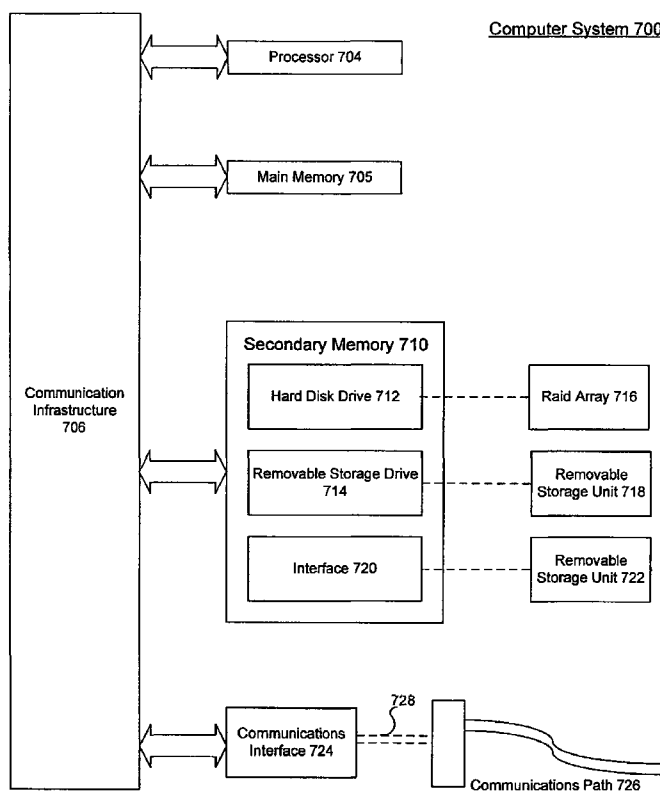 Computer System 700
Processor 704
Main Memory 705
Communication
Infrastructure
706
Secondary Memory 710
Hard Disk Drive 712
Raid Array 716
Removable Storage Drive
714
Removable
Storage Unit 718
Interface 720
Removable
Storage Unit 722
728
Communications
Interface 724
Communications Path 726